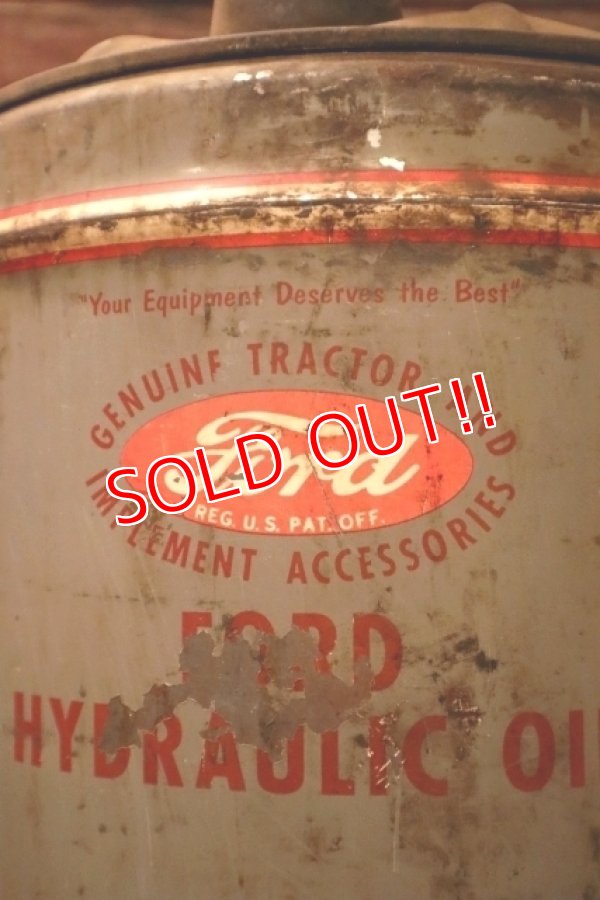 "Your Equipment Deserves the Best"
GENUINE TRACTOR AND
Ford
REG. U.S. PAT. OFF.
IMPLEMENT ACCESSORIES
SOLD OUT!!
FORD
HYDRAULIC OI